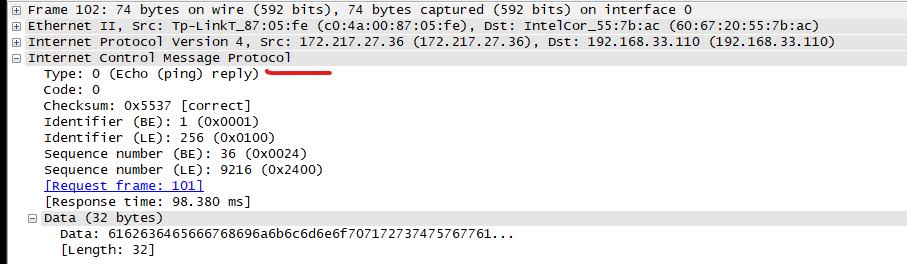 Frame 102: 74 bytes on wire (592 bits), 74 bytes captured (592 bits) on interface 0
Ethernet II, Src: Tp-LinkT_87:05:fe (c0:4a:00:87:05:fe), Dst: IntelCor_55:7b:ac (60:67:20:55:7b:ac)
Internet Protocol Version 4, Src: 172.217.27.36 (172.217.27.36), Dst: 192.168.33.110 (192.168.33.110)
Internet Control Message Protocol
Type: 0 (Echo (ping) reply)
Code: 0
Checksum: 0x5537 [correct]
Identifier (BE): 1 (0x0001)
Identifier (LE): 256 (0x0100)
Sequence number (BE): 36 (0x0024)
Sequence number (LE): 9216 (0x2400)
[Request frame: 101]
[Response time: 98.380 ms]
Data (32 bytes)
Data: 6162636465666768696a6b6c6d6e6f707172737475767761...
[Length: 32]